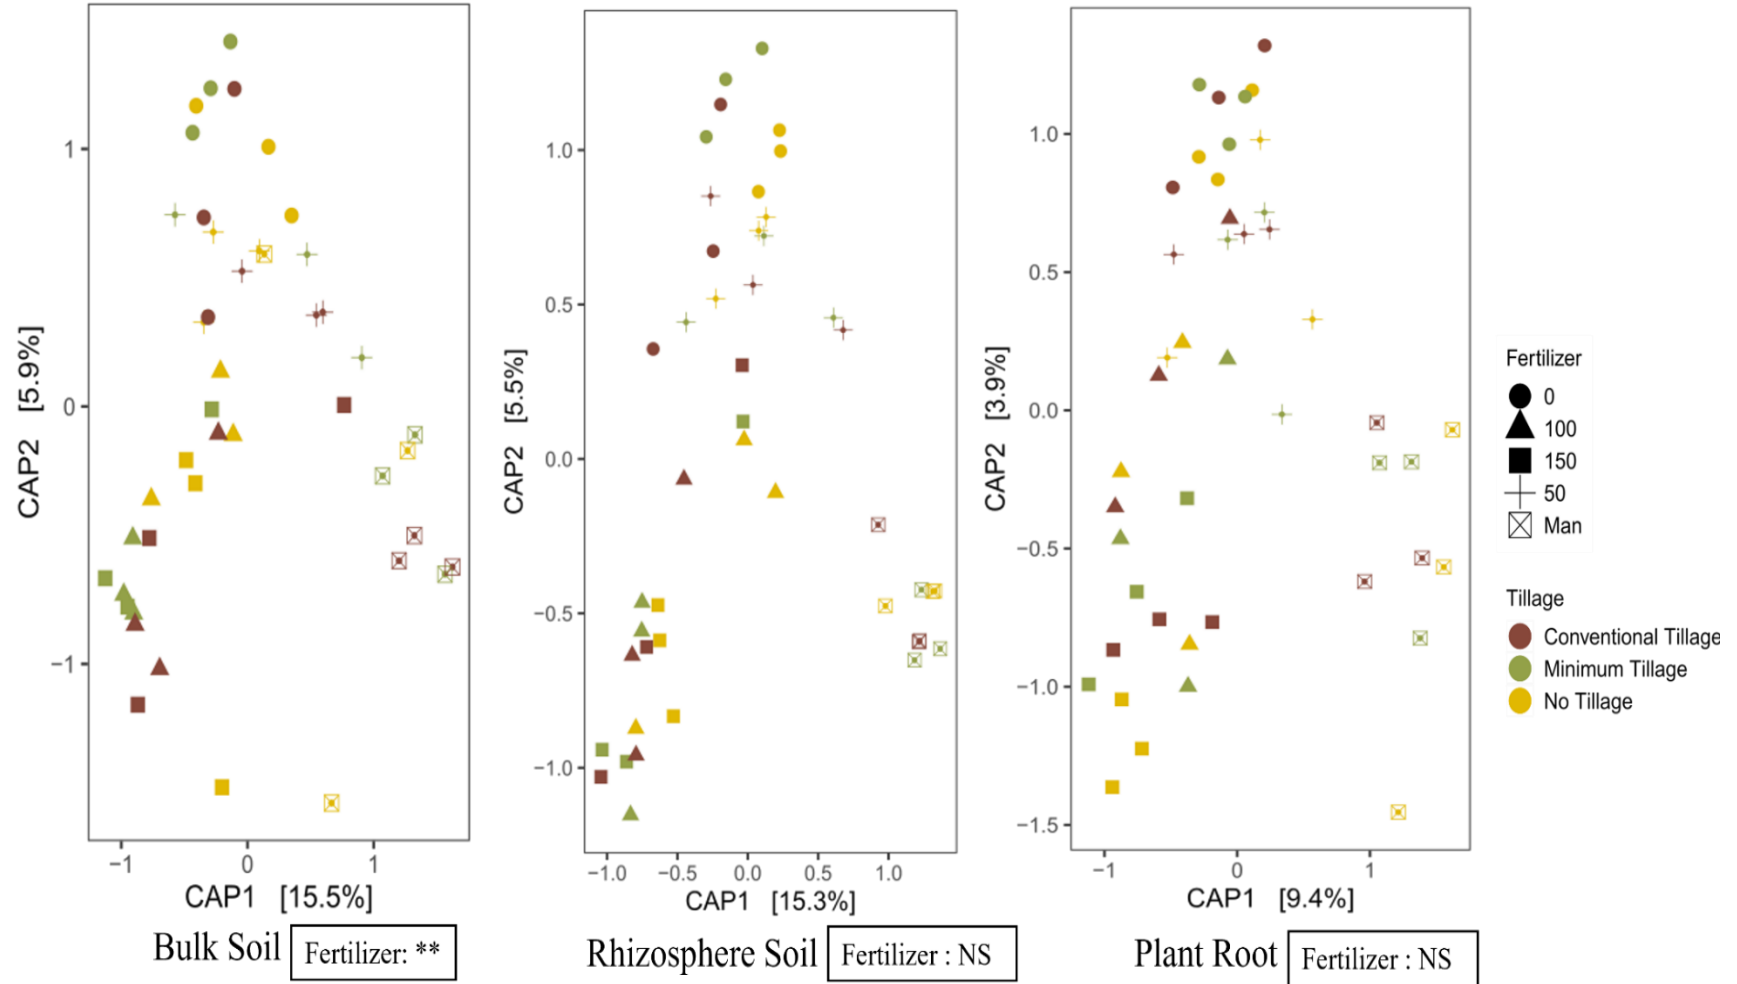 1
0
−1
CAP2 [5.9%]
−1
0
1
CAP1 [15.5%]
Bulk Soil
Fertilizer: **
1.0
0.5
0.0
−0.5
−1.0
CAP2 [5.5%]
−1.0
−0.5
0.0
0.5
1.0
CAP1 [15.3%]
Rhizosphere Soil
Fertilizer : NS
1.0
0.5
0.0
−0.5
−1.0
−1.5
CAP2 [3.9%]
−1
0
1
CAP1 [9.4%]
Plant Root
Fertilizer : NS
Fertilizer
0
100
150
50
Man
Tillage
Conventional Tillage
Minimum Tillage
No Tillage